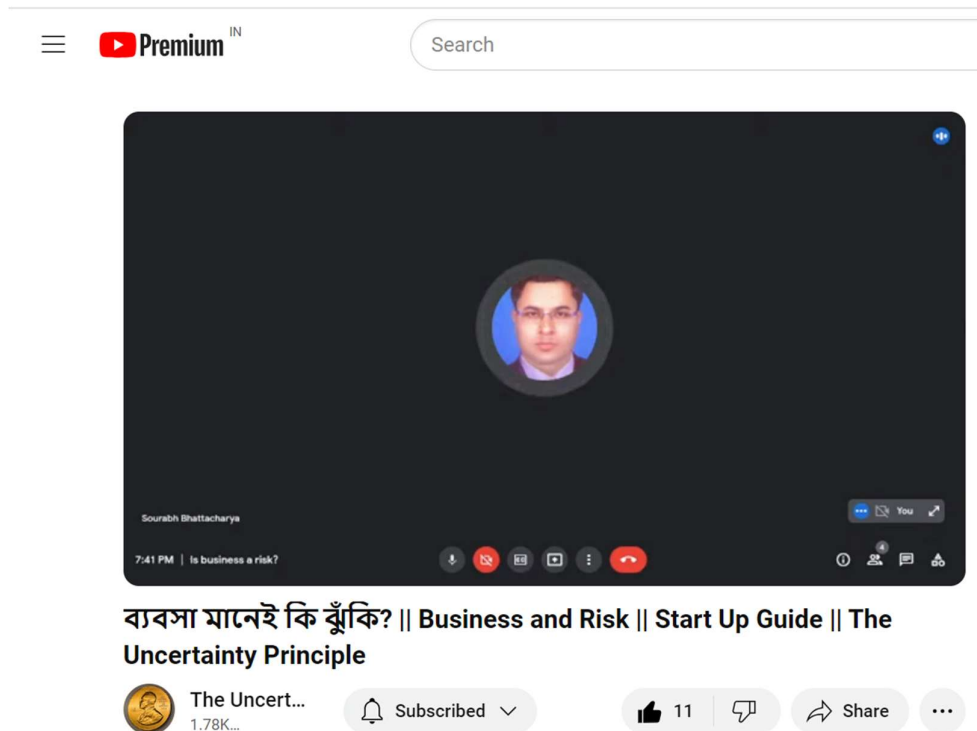 Premium IN
Search
Sourabh Bhattacharya
You
7:41 PM | Is business a risk?
4
ব্যবসা মানেই কি ঝুঁকি? || Business and Risk || Start Up Guide || The
Uncertainty Principle
The Uncert...
1.78K...
Subscribed
11
Share